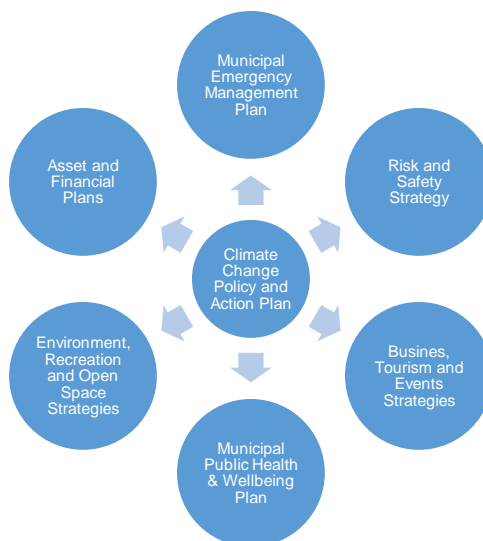 Municipal
Emergency
Management
Plan
Asset and
Financial
Plans
Risk and
Safety
Strategy
Climate
Change
Policy and
Action Plan
Environment,
Recreation
and Open
Space
Strategies
Busines,
Tourism and
Events
Strategies
Municipal
Public Health
& Wellbeing
Plan